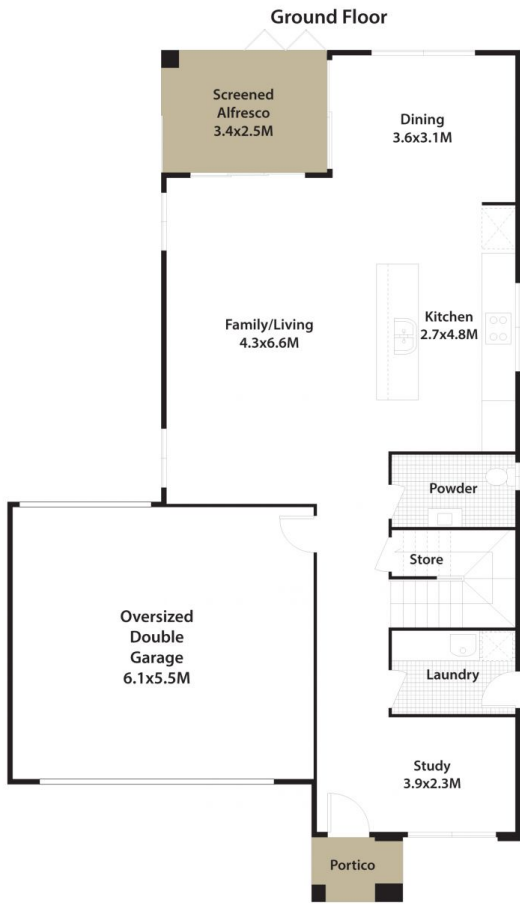 Ground Floor
Screened
Alfresco
3.4x2.5M
Dining
3.6x3.1M
Family/Living
4.3x6.6M
Kitchen
2.7x4.8M
Powder
Store
Oversized
Double
Garage
6.1x5.5M
Laundry
Study
3.9x2.3M
Portico